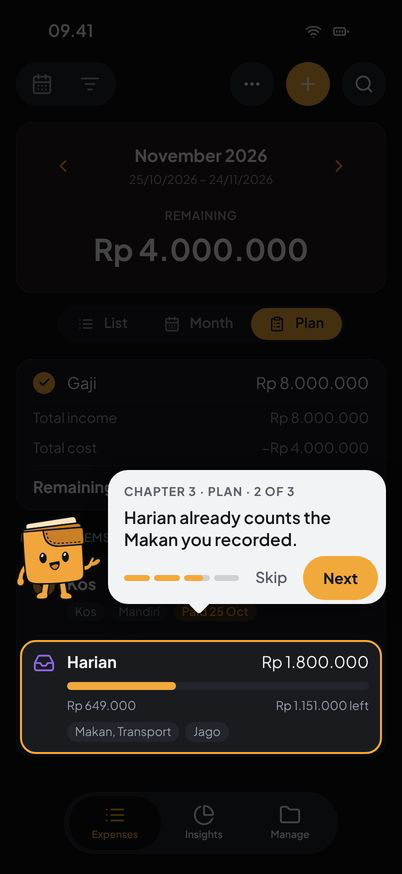 09.41
November 2026
25/10/2026 – 24/11/2026
REMAINING
Rp 4.000.000
List
Month
Plan
Gaji
Rp 8.000.000
Total income
Rp 8.000.000
Total cost
–Rp 4.000.000
Remaining
CHAPTER 3 · PLAN · 2 OF 3
Harian already counts the
Makan you recorded.
Skip
Next
Kos
Kos
Mandiri
Paid 25 Oct
Harian
Rp 1.800.000
Rp 649.000
Rp 1.151.000 left
Makan, Transport
Jago
Expenses
Insights
Manage